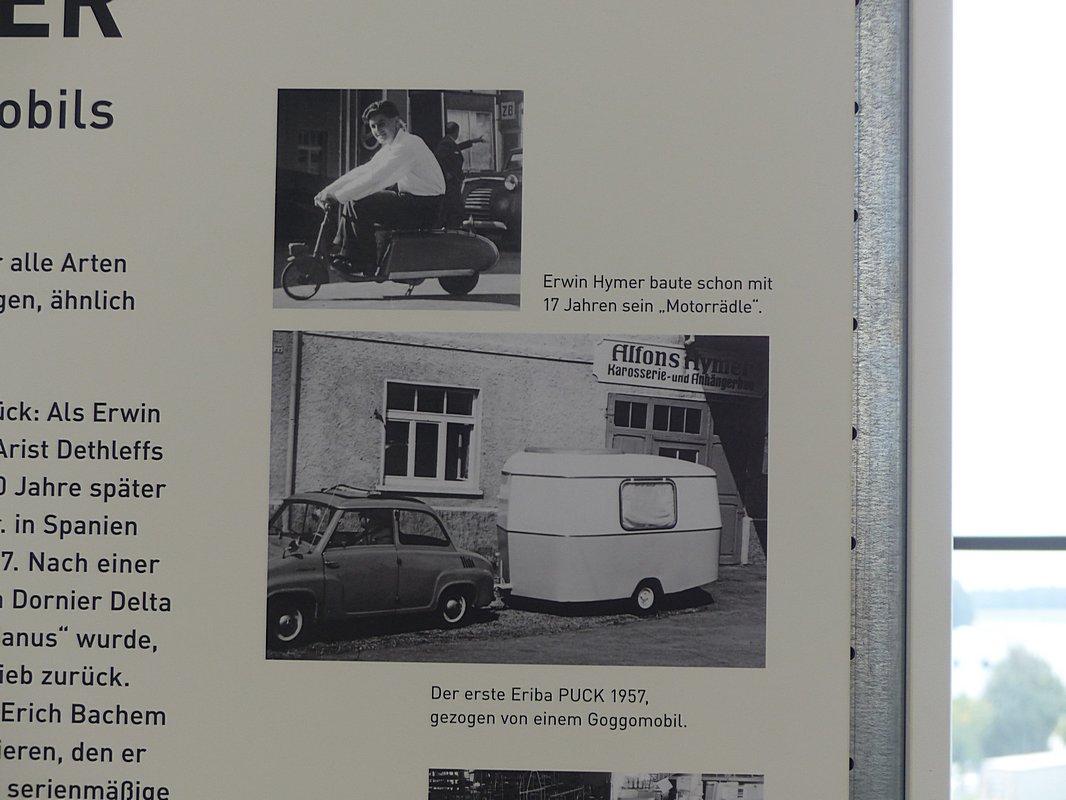 ER
obils
r alle Arten
gen, ähnlich
ück: Als Erwin
Arist Dethleffs
0 Jahre später
r. in Spanien
7. Nach einer
n Dornier Delta
anus“ wurde,
ieb zurück.
Erich Bachem
ieren, den er
serienmäßige
ZB
Erwin Hymer baute schon mit
17 Jahren sein „Motorrädle“.
Alfons Hymer
Karosserie-und Anhängerbau
Der erste Eriba PUCK 1957,
gezogen von einem Goggomobil.